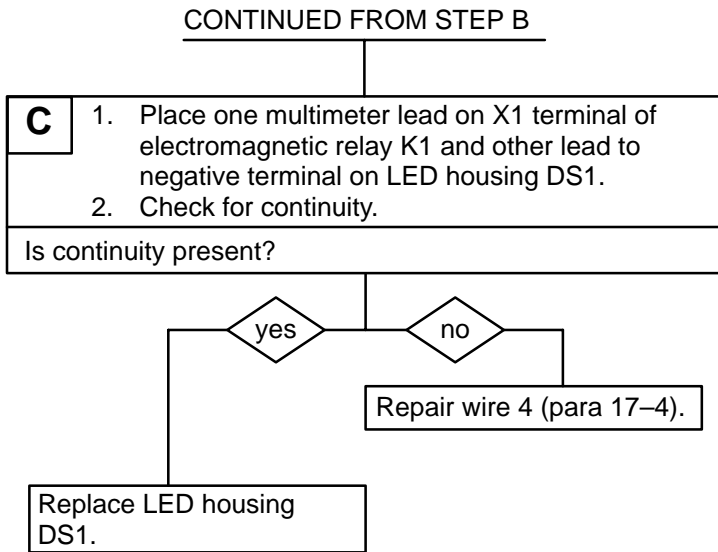 CONTINUED FROM STEP B
C
1. Place one multimeter lead on X1 terminal of
electromagnetic relay K1 and other lead to
negative terminal on LED housing DS1.
2. Check for continuity.
Is continuity present?
yes
no
Repair wire 4 (para 17–4).
Replace LED housing
DS1.